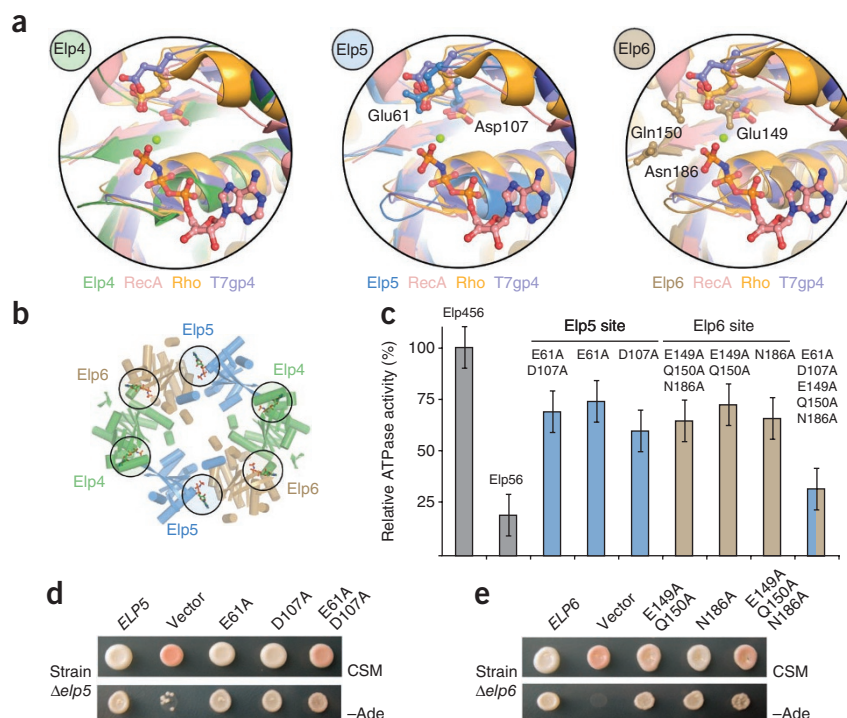 a
Elp4
Elp5
Elp6
Glu61
Asp107
Gln150
Glu149
Asn186
Elp4 RecA Rho T7gp4
Elp5 RecA Rho T7gp4
Elp6 RecA Rho T7gp4
b
Elp5
Elp6
Elp4
Elp4
Elp6
Elp5
c
Relative ATPase activity (%)
100
75
50
25
Elp456
Elp56
Elp5 site
E61A
D107A
E61A
D107A
Elp6 site
E149A
Q150A
N186A
E149A
Q150A
N186A
E61A
D107A
E149A
Q150A
N186A
d
ELP5
Vector
E61A
D107A
E61A
D107A
Strain
Δelp5
CSM
–Ade
e
ELP6
Vector
E149A
Q150A
N186A
E149A
Q150A
N186A
Strain
Δelp6
CSM
–Ade